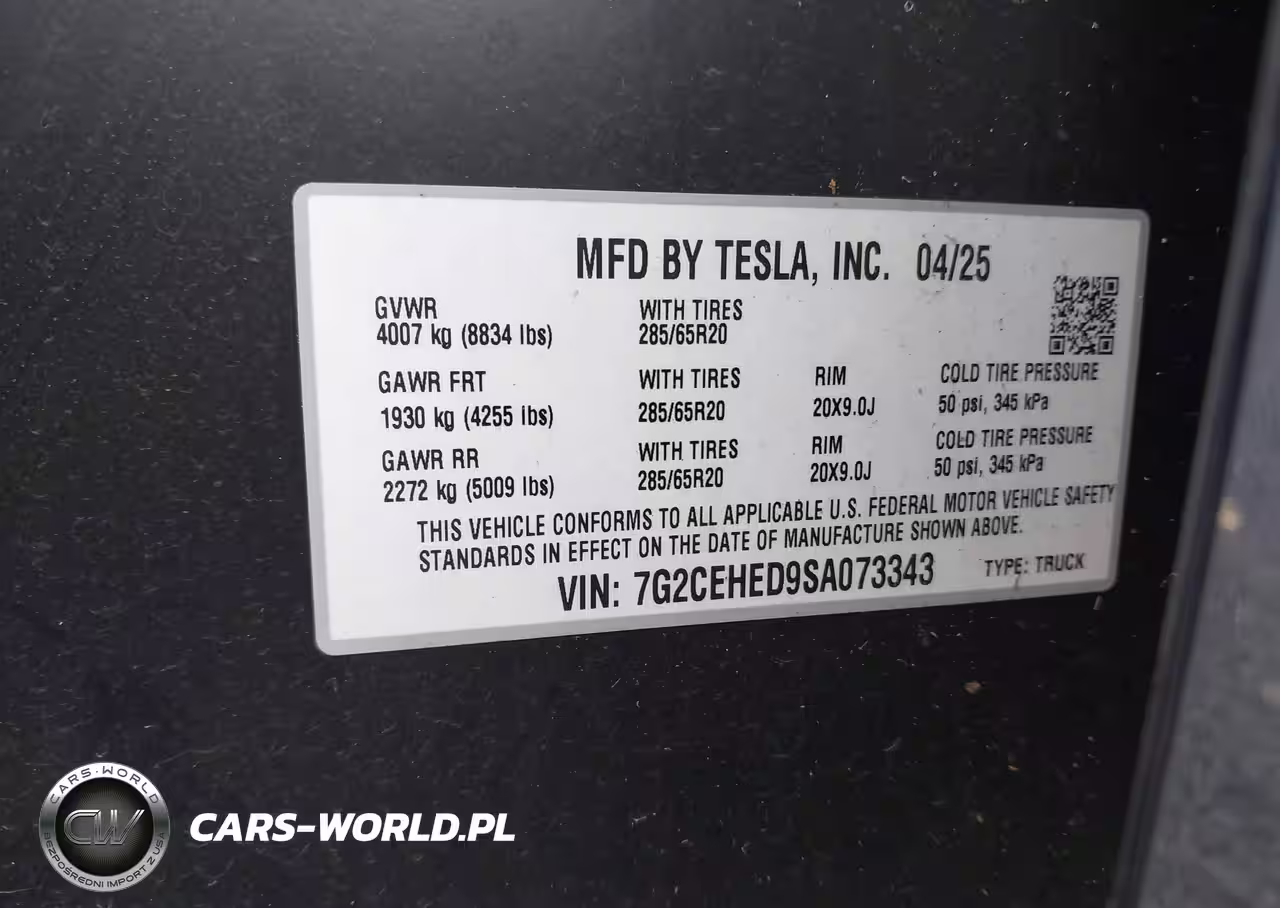 MFD BY TESLA, INC. 04/25
GVWR WITH TIRES
4007 kg (8834 lbs) 285/65R20
GAWR FRT WITH TIRES RIM COLD TIRE PRESSURE
1930 kg (4255 lbs) 285/65R20 20X9.0J 50 psi, 345 kPa
GAWR RR WITH TIRES RIM COLD TIRE PRESSURE
2272 kg (5009 lbs) 285/65R20 20X9.0J 50 psi, 345 kPa
THIS VEHICLE CONFORMS TO ALL APPLICABLE U.S. FEDERAL MOTOR VEHICLE SAFETY
STANDARDS IN EFFECT ON THE DATE OF MANUFACTURE SHOWN ABOVE.
VIN: 7G2CEHED9SA073343 TYPE: TRUCK
CARS-WORLD
CW
BEZPOŚREDNI IMPORT Z USA
CARS-WORLD.PL